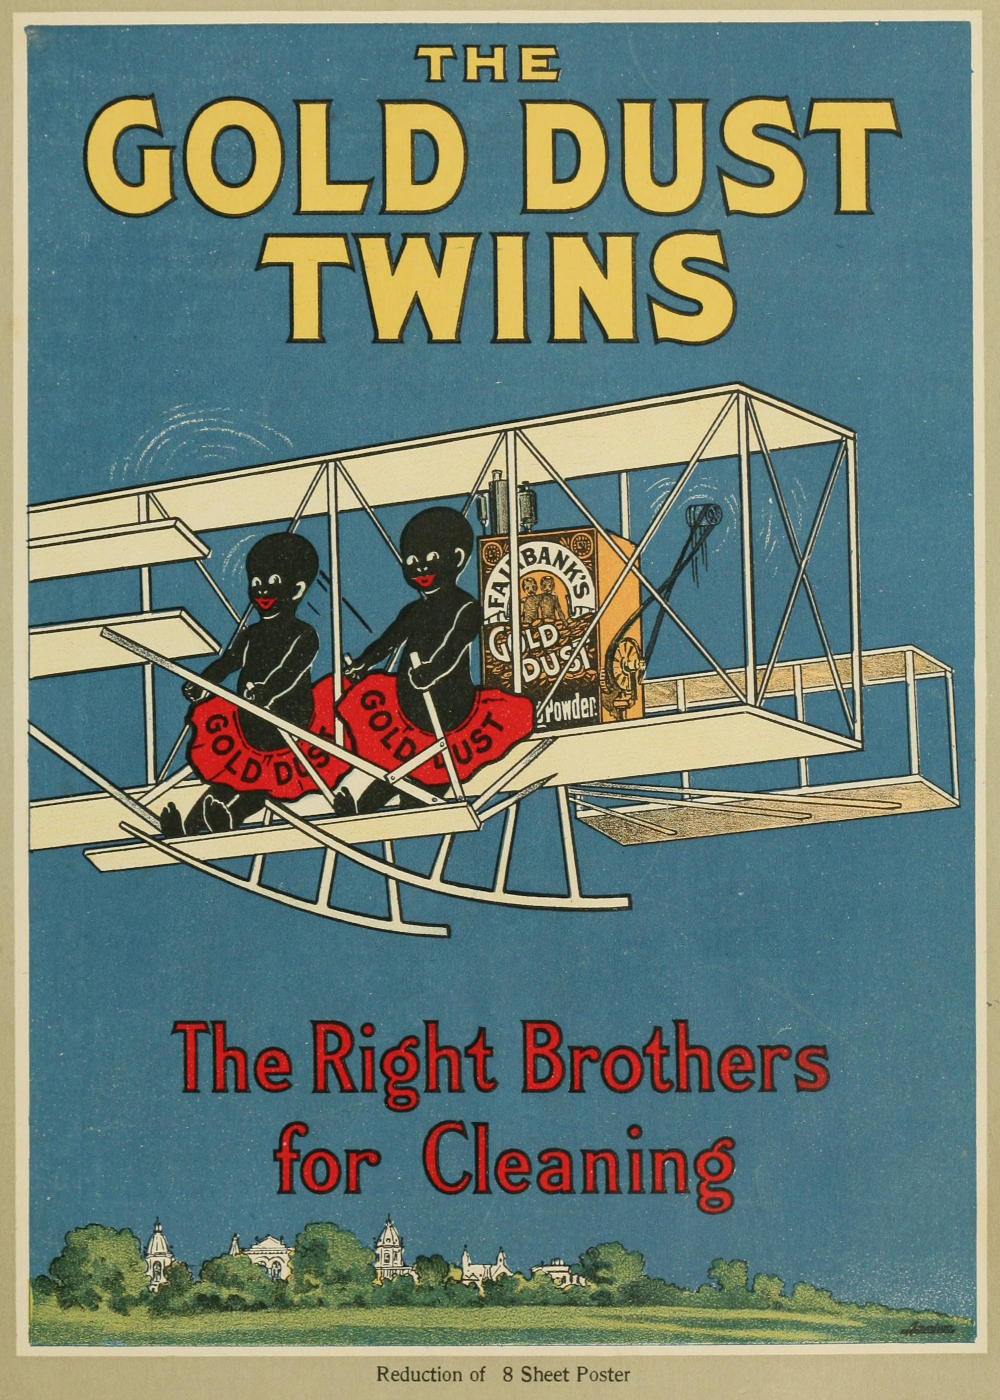 THE
GOLD DUST
TWINS
FAIRBANK'S
GOLD
DUST
Powder
GOLD DUST
GOLD DUST
The Right Brothers
for Cleaning
Reduction of 8 Sheet Poster